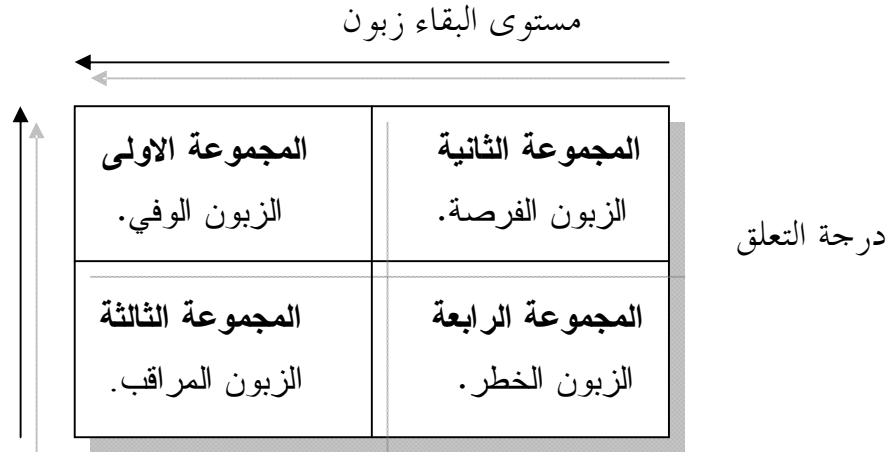 مستوى البقاء زبون
المجموعة الثانية
الزبون الفرصة.
المجموعة الاولى
الزبون الوفي.
درجة التعلق
المجموعة الرابعة
الزبون الخطر.
المجموعة الثالثة
الزبون المراقب.